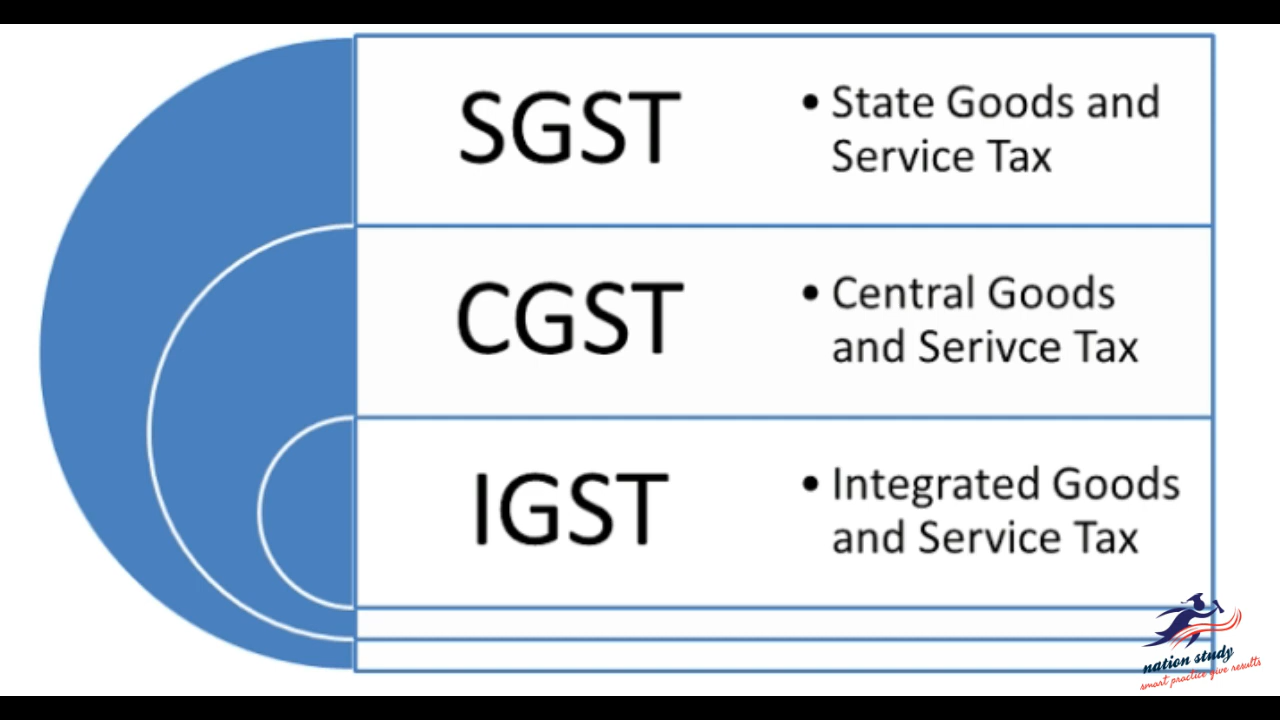 SGST
• State Goods and
Service Tax
CGST
• Central Goods
and Serivce Tax
IGST
• Integrated Goods
and Service Tax
nation study
smart practice give results